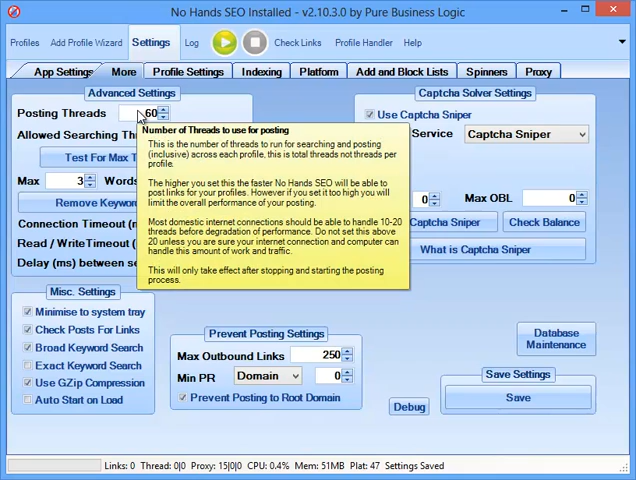 No Hands SEO Installed - v2.10.3.0 by Pure Business Logic
Profiles Add Profile Wizard Settings Log Check Links Profile Handler Help
App Settings More Profile Settings Indexing Platform Add and Block Lists Spinners Proxy
Advanced Settings
Posting Threads 60
Allowed Searching Thr
Test For Max T
Max 3 Words
Remove Keywor
Connection Timeout (m
Read / Write Timeout (m
Delay (ms) between se
Number of Threads to use for posting
This is the number of threads to run for searching and posting
(inclusive) across each profile, this is total threads not threads per
profile.
The higher you set this the faster No Hands SEO will be able to
post links for your profiles. However if you set it too high you will
limit the overall performance of your posting.
Most domestic internet connections should be able to handle 10-20
threads before degradation of performance. Do not set this above
20 unless you are sure your internet connection and computer can
handle this amount of work and traffic.
This will only take effect after stopping and starting the posting
process.
Captcha Solver Settings
Use Captcha Sniper
Service Captcha Sniper
0 Max OBL 0
Captcha Sniper Check Balance
What is Captcha Sniper
Misc. Settings
Minimise to system tray
Check Posts For Links
Broad Keyword Search
Exact Keyword Search
Use GZip Compression
Auto Start on Load
Prevent Posting Settings
Max Outbound Links 250
Min PR Domain 0
Prevent Posting to Root Domain
Database
Maintenance
Debug
Save Settings
Save
Links: 0 Thread: 0|0 Proxy: 15|0|0 CPU: 0.4% Mem: 51MB Plat: 47 Settings Saved